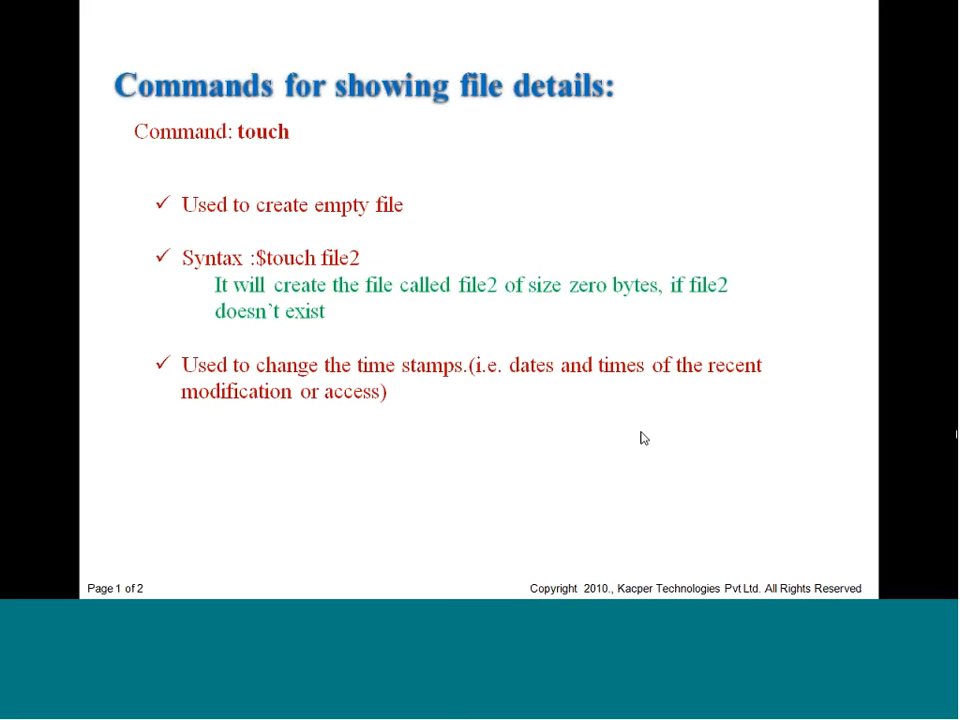 Commands for showing file details:
Command: touch
✓ Used to create empty file
✓ Syntax :$touch file2
It will create the file called file2 of size zero bytes, if file2
doesn`t exist
✓ Used to change the time stamps.(i.e. dates and times of the recent
modification or access)
Page 1 of 2
Copyright 2010., Kacper Technologies Pvt Ltd. All Rights Reserved